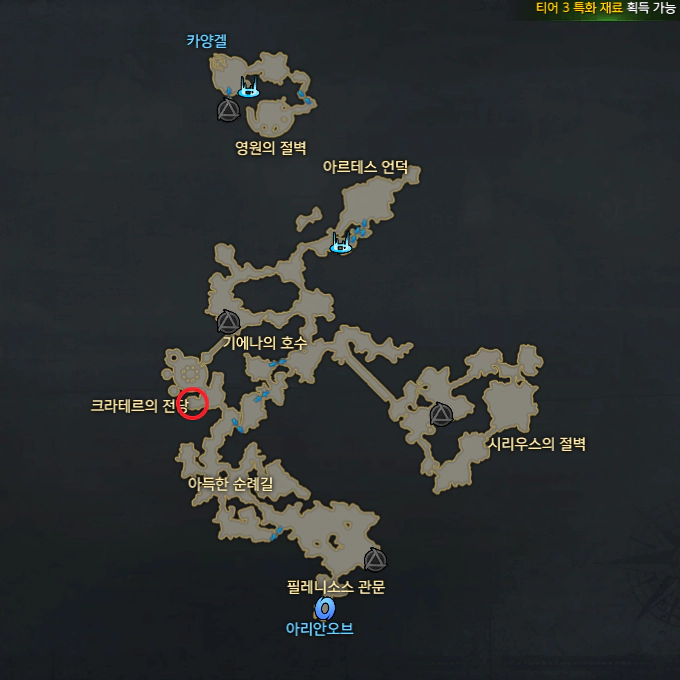 티어 3 특화 재료 획득 가능
카양겔
영원의 절벽
아르테스 언덕
기에나의 호수
크라테르의 전당
시리우스의 절벽
아득한 순례길
필레니소스 관문
아리안오브